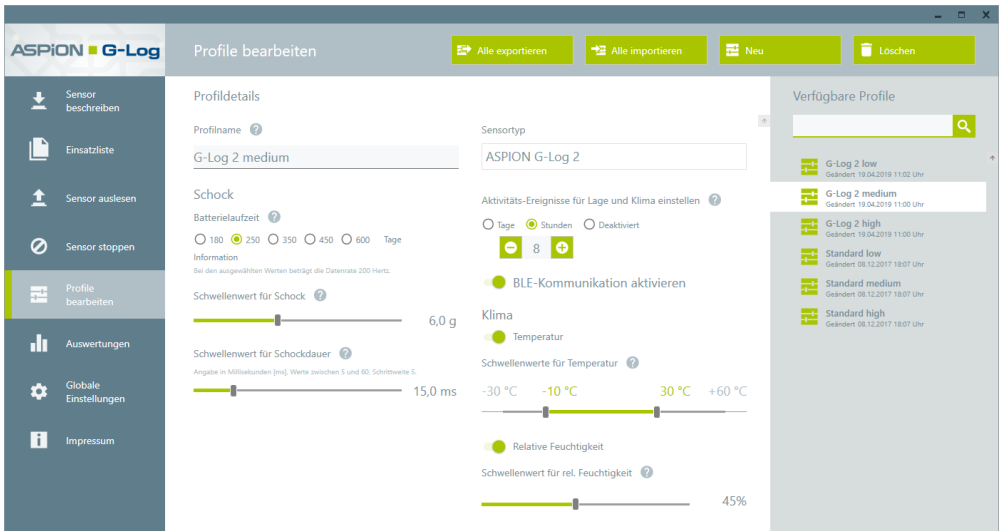 ASPION G-Log
Profile bearbeiten
Alle exportieren
Alle importieren
Neu
Löschen
Sensor
beschreiben
Einsatzliste
Sensor auslesen
Sensor stoppen
Profile
bearbeiten
Auswertungen
Globale
Einstellungen
Impressum
Profildetails
Profilname ?
G-Log 2 medium
Schock
Batterielaufzeit ?
180 250 350 450 600 Tage
Information
Bei den ausgewählten Werten beträgt die Datenrate 200 Hertz.
Schwellenwert für Schock ?
6,0 g
Schwellenwert für Schockdauer ?
Angabe in Millisekunden [ms]. Werte zwischen 5 und 60, Schrittweite 5.
15,0 ms
Sensortyp
ASPION G-Log 2
Aktivitäts-Ereignisse für Lage und Klima einstellen ?
Tage Stunden Deaktiviert
8
BLE-Kommunikation aktivieren
Klima
Temperatur
Schwellenwerte für Temperatur ?
-30 °C -10 °C 30 °C +60 °C
Relative Feuchtigkeit
Schwellenwert für rel. Feuchtigkeit ?
45%
Verfügbare Profile
G-Log 2 low
Geändert 19.04.2019 11:02 Uhr
G-Log 2 medium
Geändert 19.04.2019 11:00 Uhr
G-Log 2 high
Geändert 19.04.2019 11:00 Uhr
Standard low
Geändert 08.12.2017 18:07 Uhr
Standard medium
Geändert 08.12.2017 18:07 Uhr
Standard high
Geändert 08.12.2017 18:07 Uhr